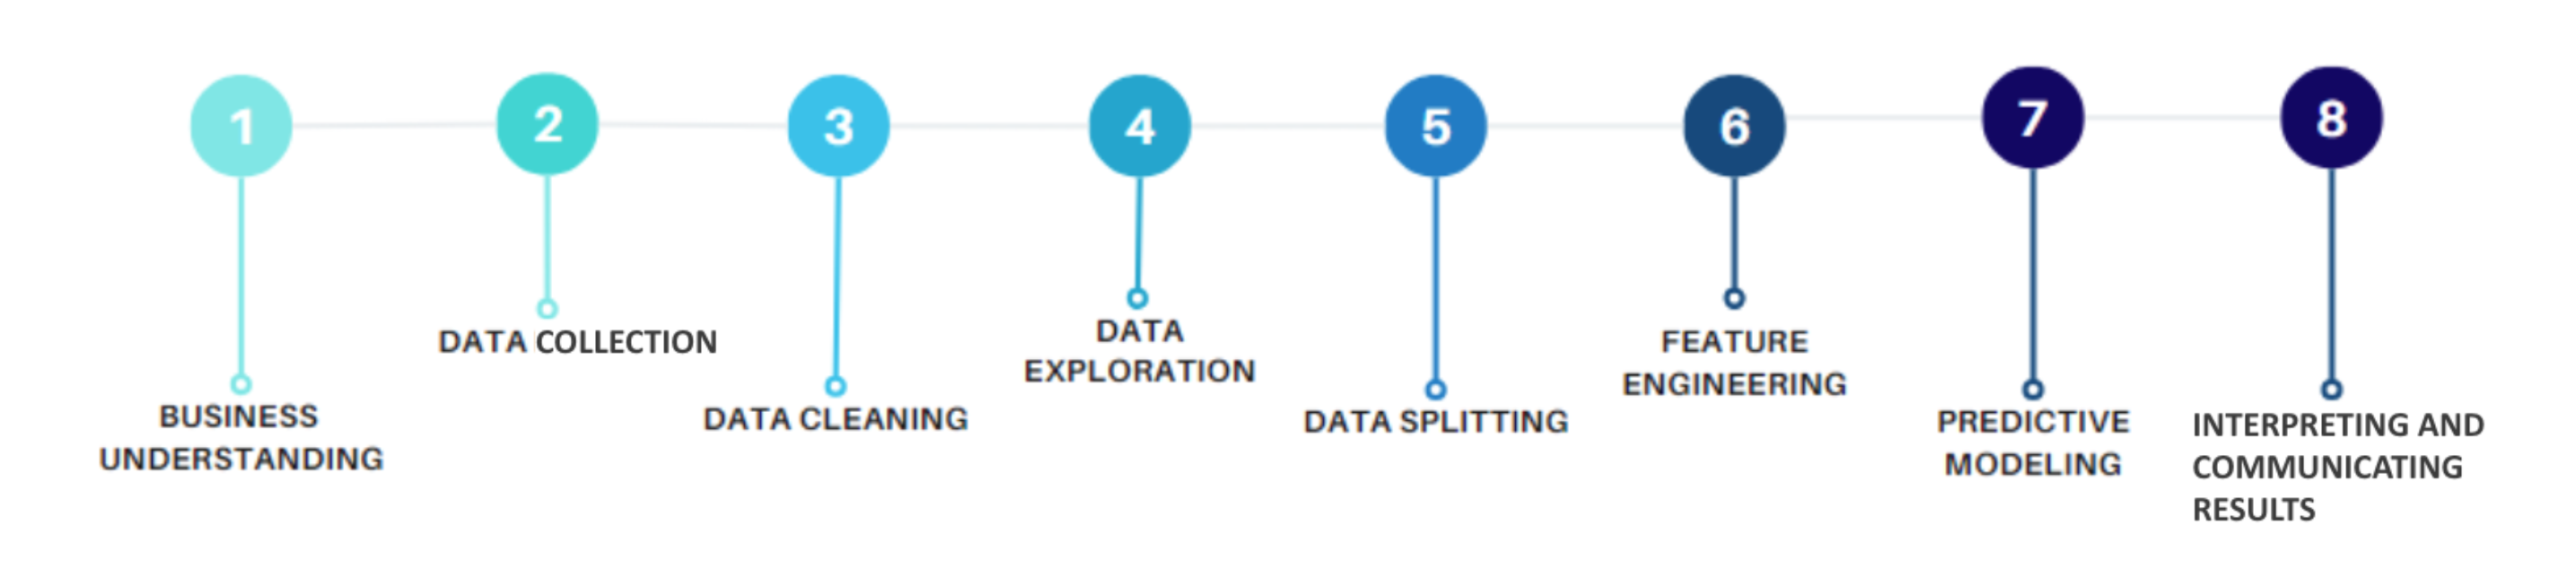 1
2
3
4
5
6
7
8
BUSINESS
UNDERSTANDING
DATA COLLECTION
DATA CLEANING
DATA
EXPLORATION
DATA SPLITTING
FEATURE
ENGINEERING
PREDICTIVE
MODELING
INTERPRETING AND
COMMUNICATING
RESULTS